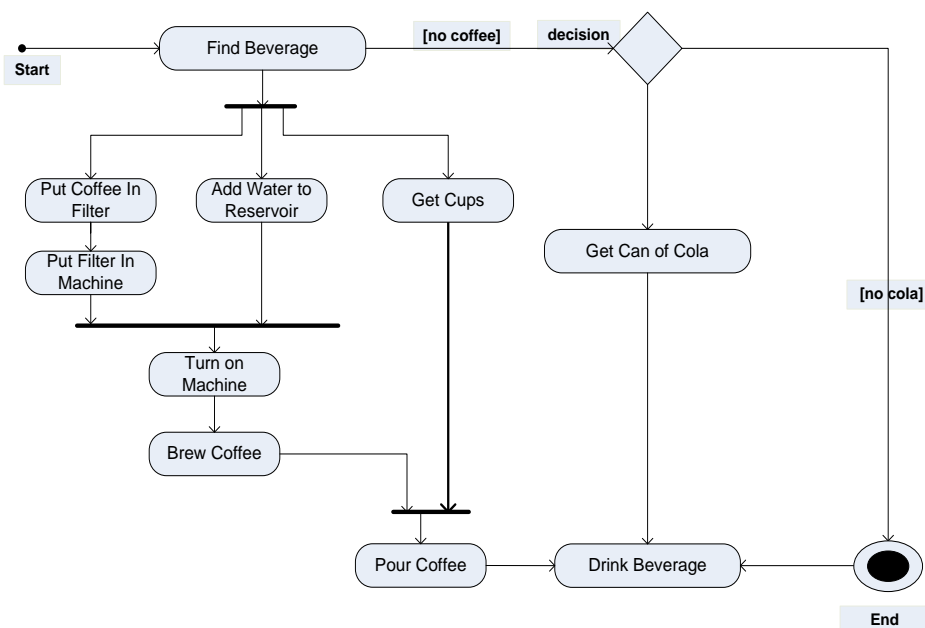 Find Beverage
[no coffee]
decision
Start
Put Coffee In
Filter
Add Water to
Reservoir
Get Cups
Put Filter In
Machine
Get Can of Cola
[no cola]
Turn on
Machine
Brew Coffee
Pour Coffee
Drink Beverage
End